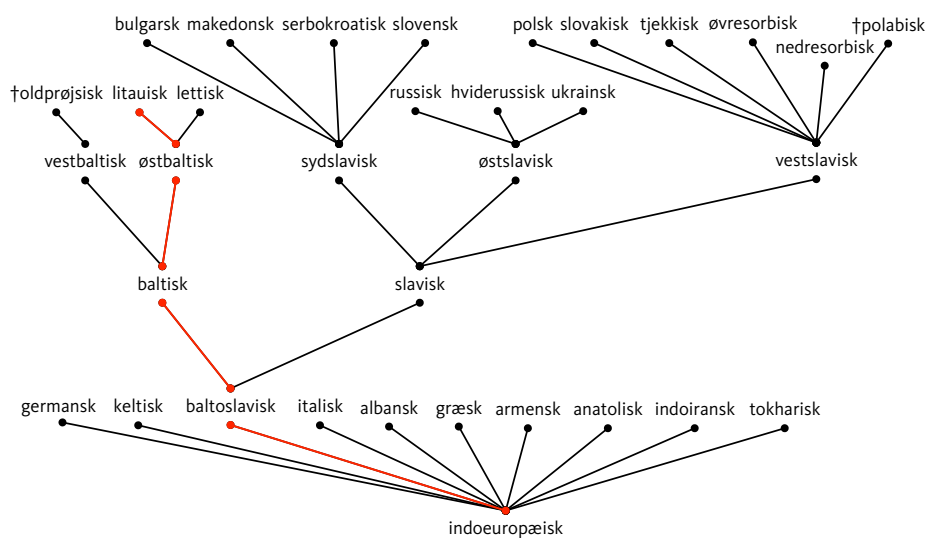 bulgarsk makedonsk serbokroatisk slovensk polsk slovakisk tjekkisk øvresorbisk †polabisk
nedresorbisk
†oldprøjsisk litauisk lettisk russisk hviderussisk ukrainsk
vestbaltisk østbaltisk sydslavisk østslavisk vestslavisk
baltisk slavisk
germansk keltisk baltoslavisk italisk albansk græsk armensk anatolisk indoiransk tokharisk
indoeuropæisk